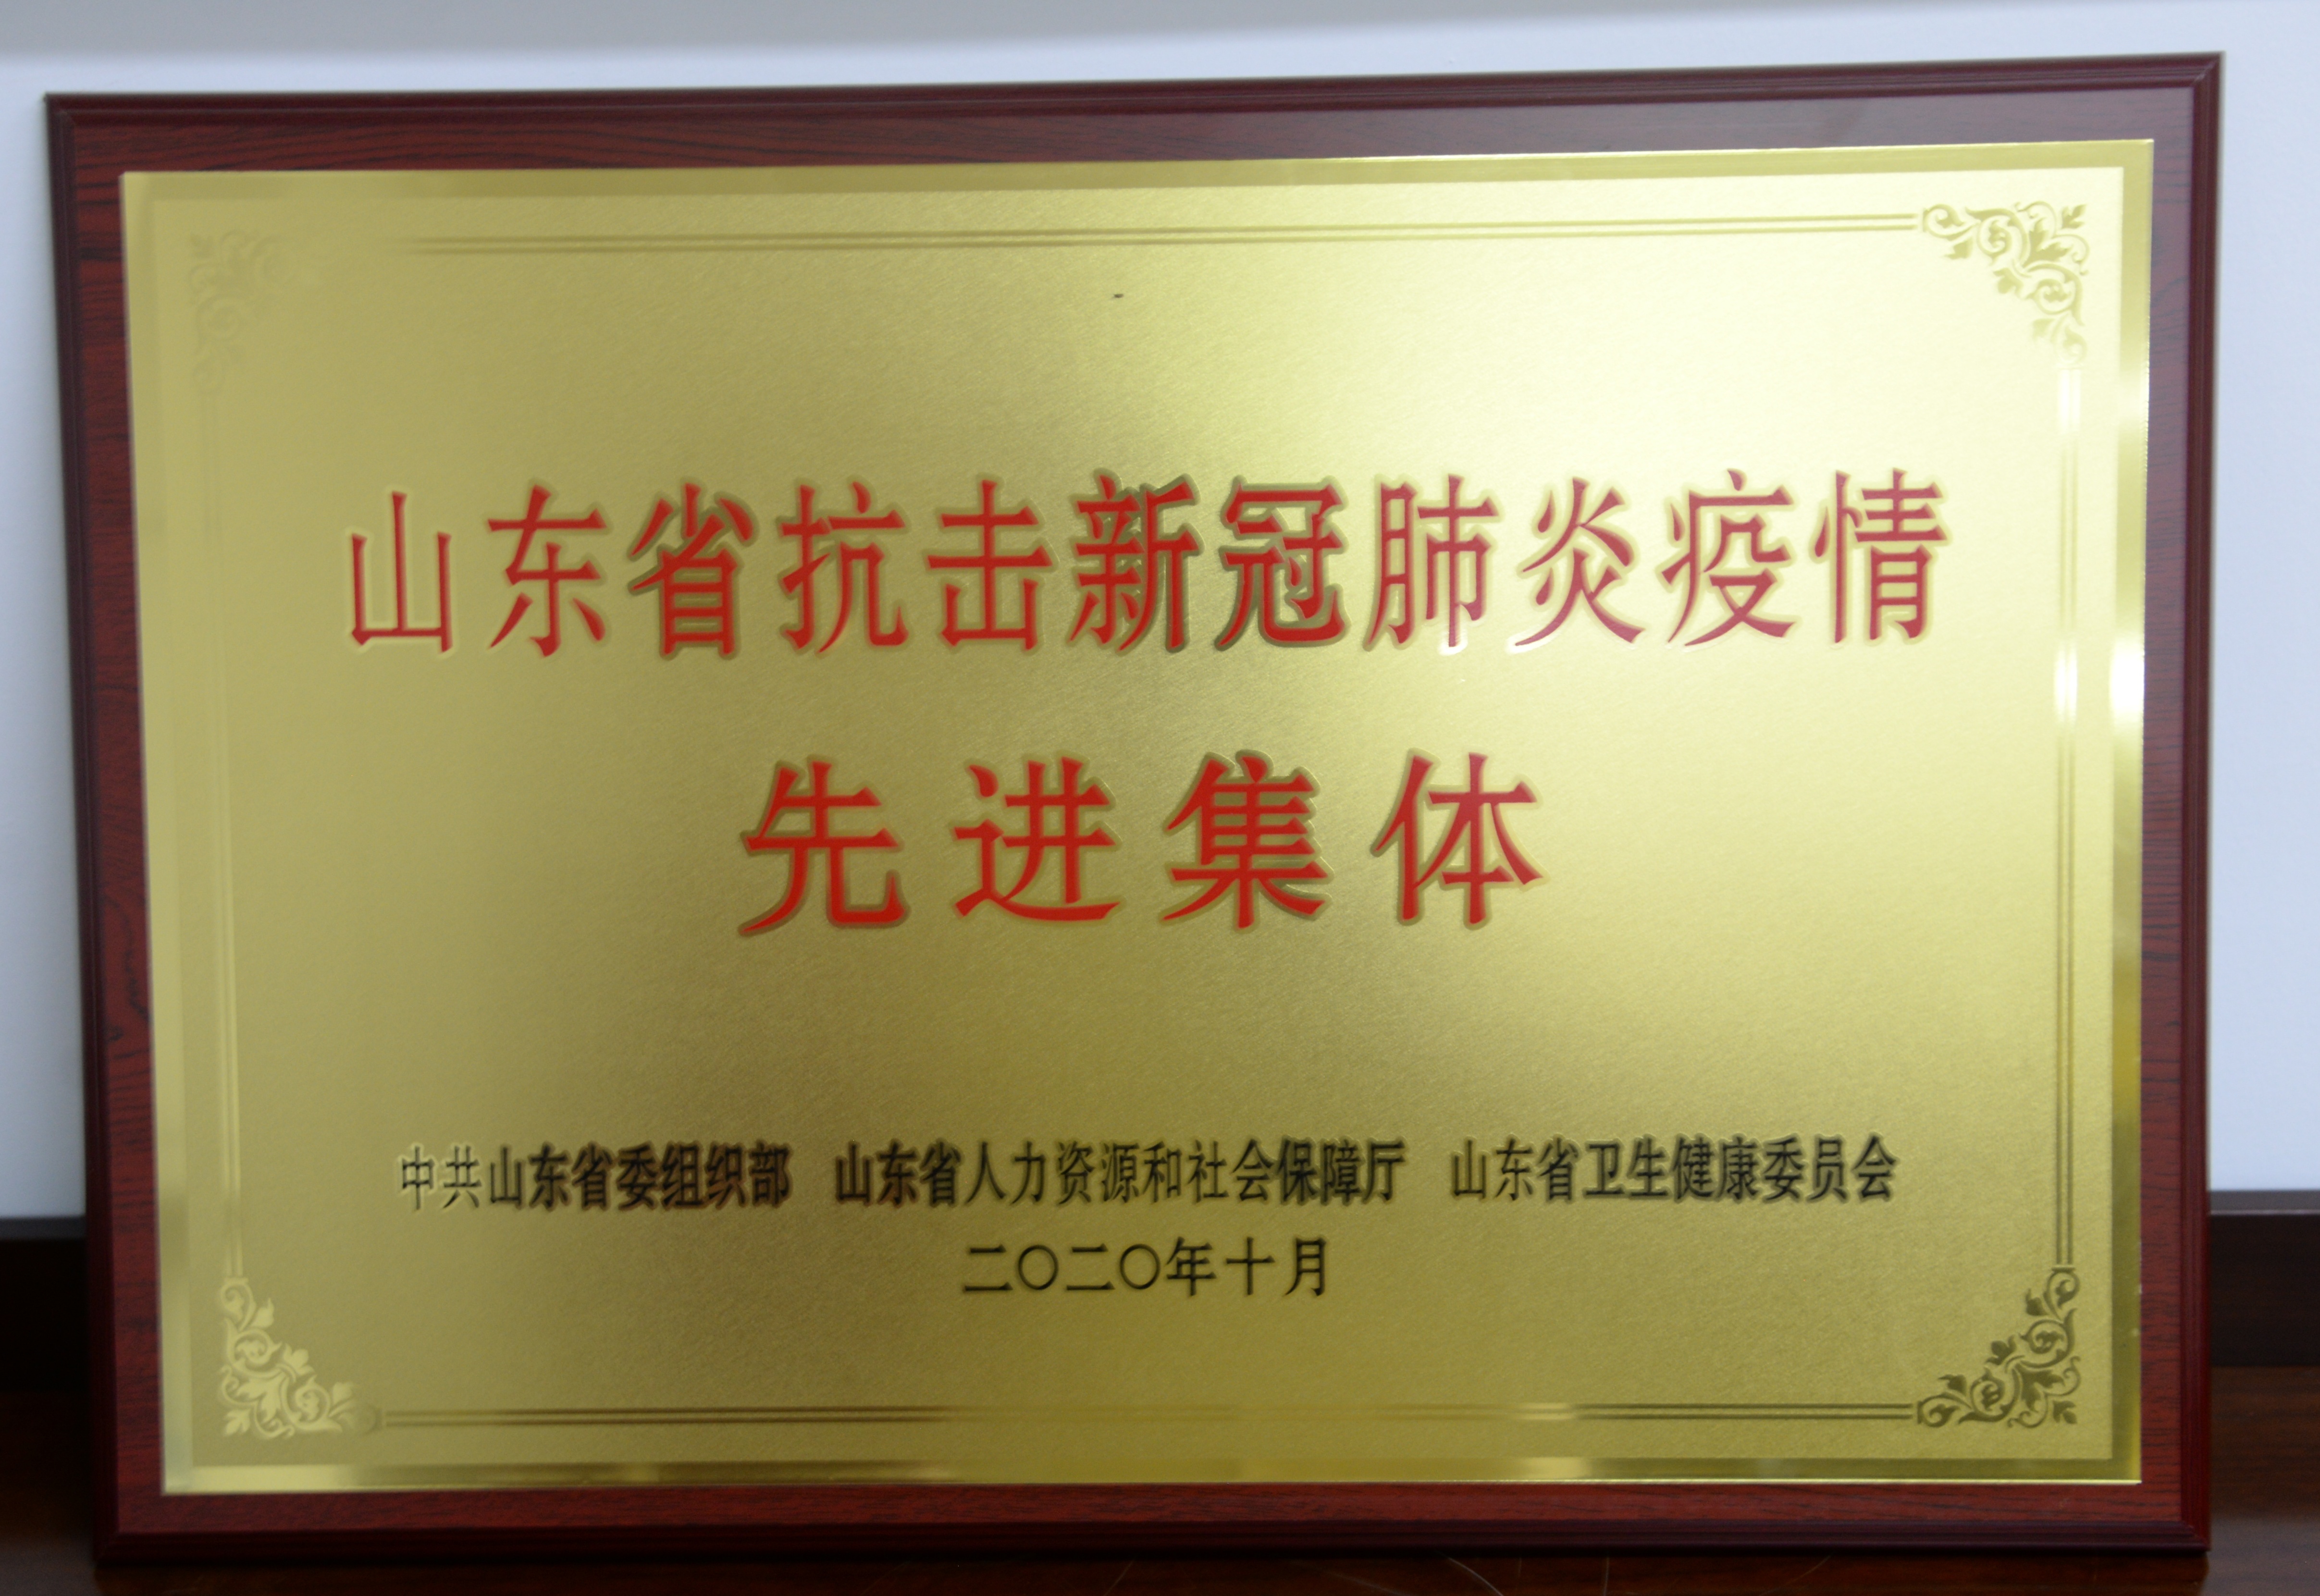 山东省抗击新冠肺炎疫情
先进集体
中共山东省委组织部 山东省人力资源和社会保障厅 山东省卫生健康委员会
二〇二〇年十月